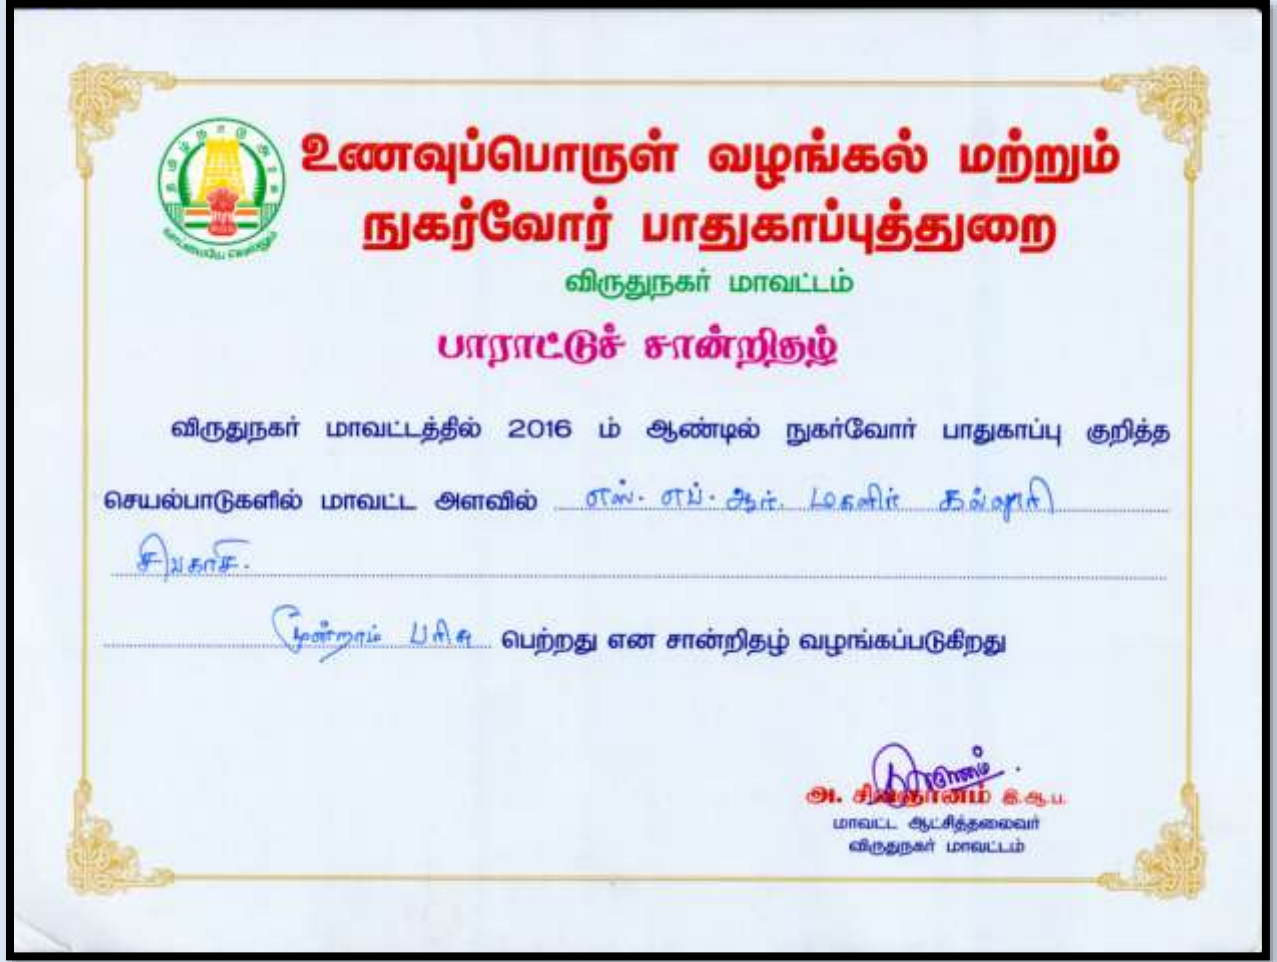 தமிழ்நாடு அரசு
வாய்மையே வெல்லும்
உணவுப்பொருள் வழங்கல் மற்றும்
நுகர்வோர் பாதுகாப்புத்துறை
விருதுநகர் மாவட்டம்
பாராட்டுச் சான்றிதழ்
விருதுநகர் மாவட்டத்தில் 2016 ம் ஆண்டில் நுகர்வோர் பாதுகாப்பு குறித்த
செயல்பாடுகளில் மாவட்ட அளவில் எஸ். எப். ஆர். மகளிர் கல்லூரி
சிவகாசி.
மூன்றாம் பரிசு பெற்றது என சான்றிதழ் வழங்கப்படுகிறது
அ. சிவஞானம் இ.ஆ.ப.
மாவட்ட ஆட்சித்தலைவர்
விருதுநகர் மாவட்டம்